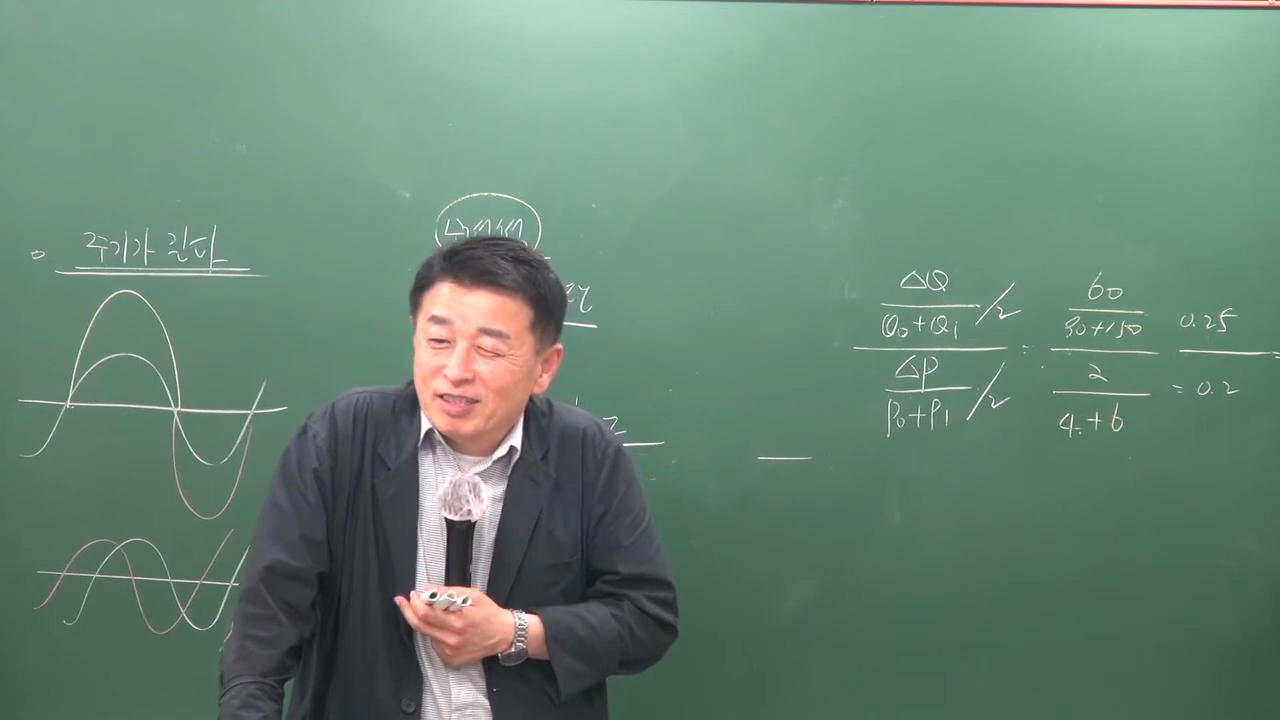 주기가 길다
ΔQ
Q₀+Q₁ /2
ΔP
P₀+P₁ /2
=
60
90+150
2
4+6
0.25
= 0.2